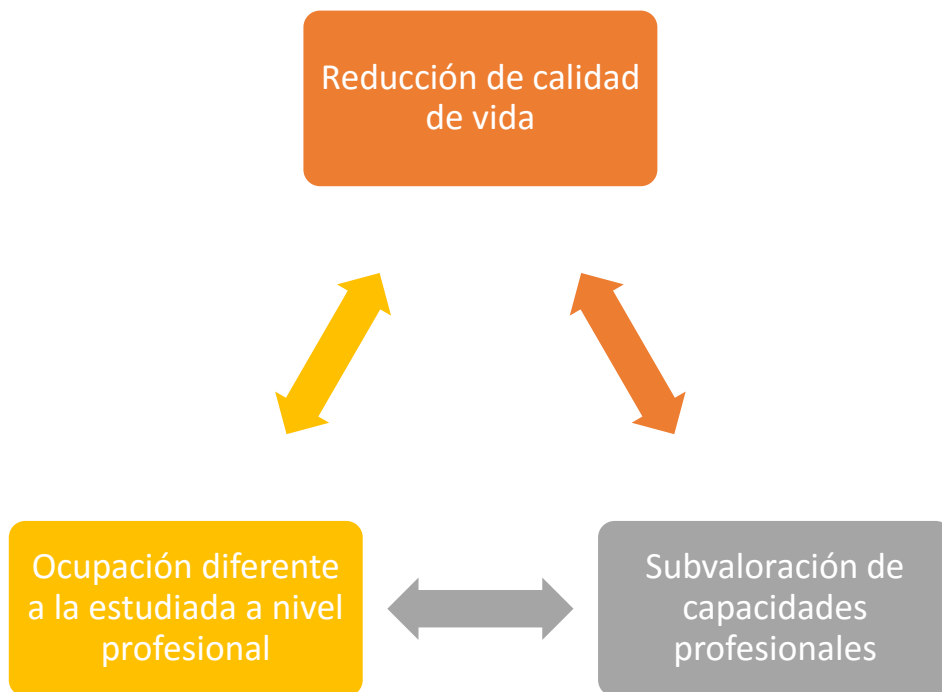 Reducción de calidad
de vida
Ocupación diferente
a la estudiada a nivel
profesional
Subvaloración de
capacidades
profesionales